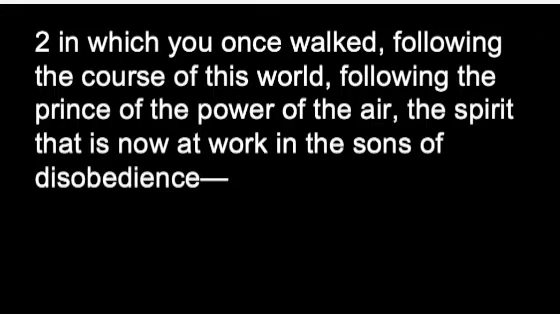 2 in which you once walked, following
the course of this world, following the
prince of the power of the air, the spirit
that is now at work in the sons of
disobedience—